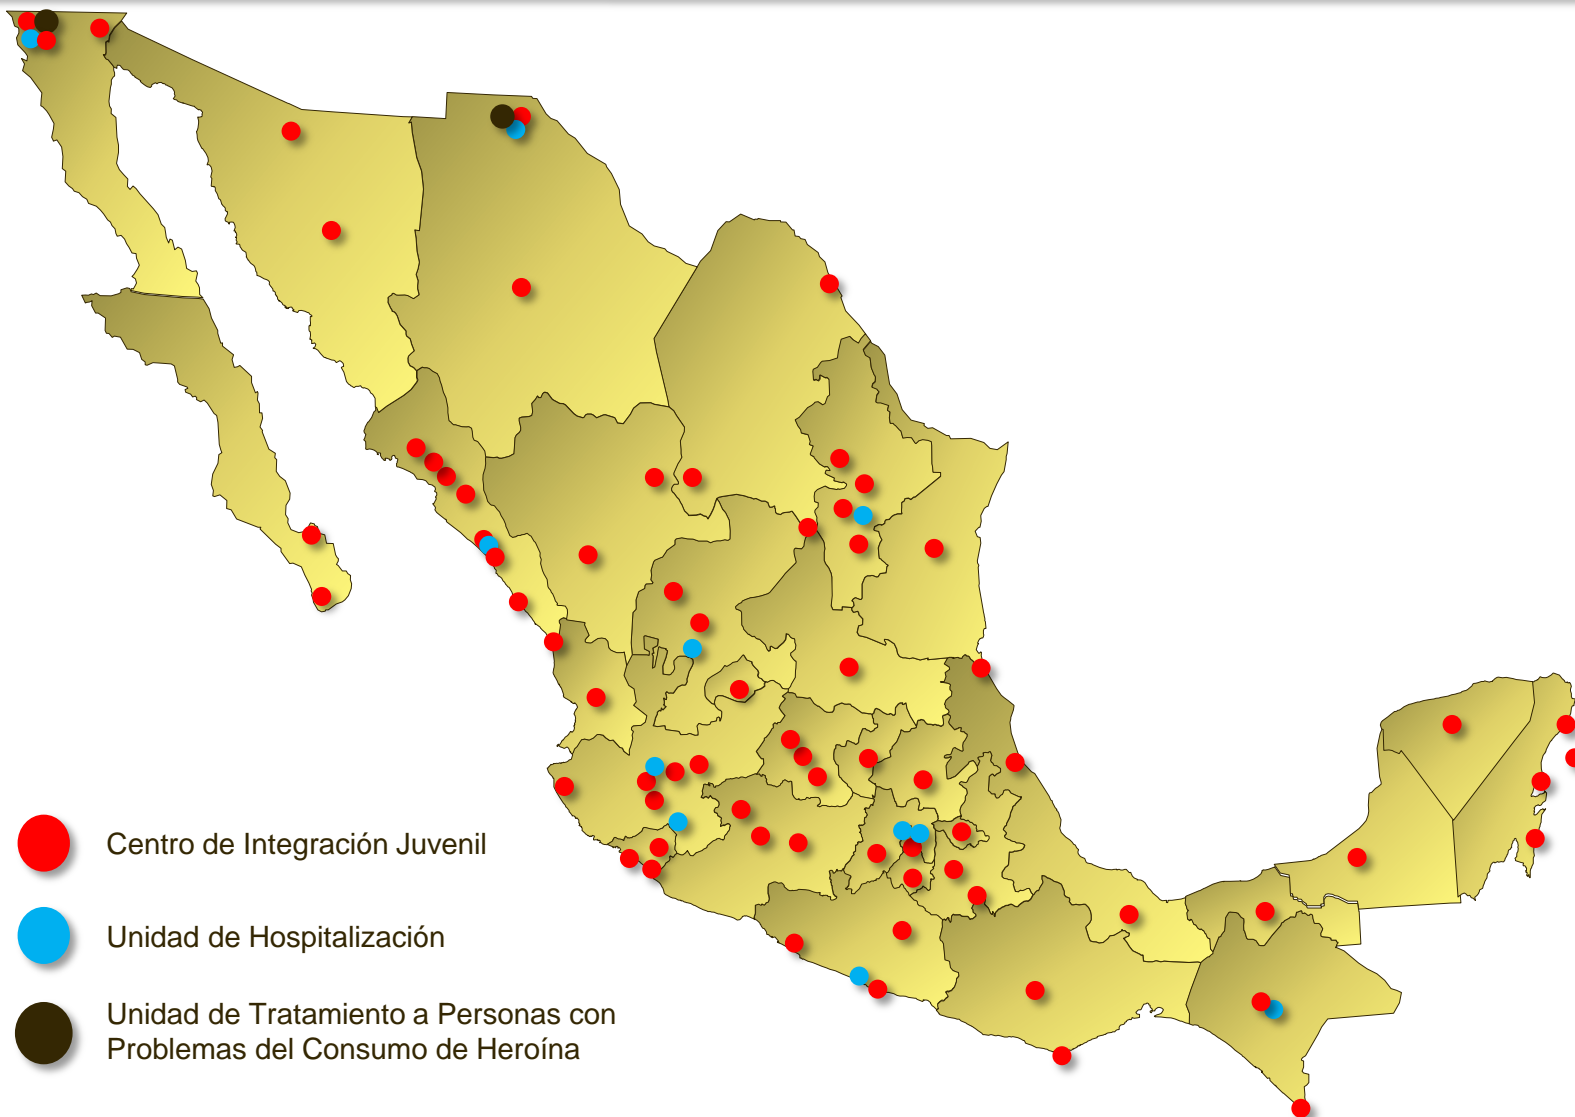 Centro de Integración Juvenil
Unidad de Hospitalización
Unidad de Tratamiento a Personas con
Problemas del Consumo de Heroína